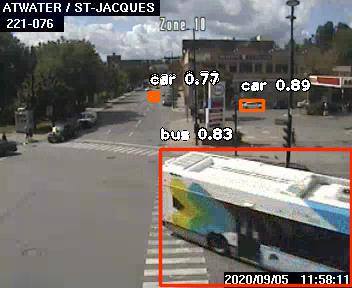 ATWATER / ST-JACQUES
221-076
Zone 10
car 0.77
car 0.89
bus 0.83
2020/09/05 11:58:11